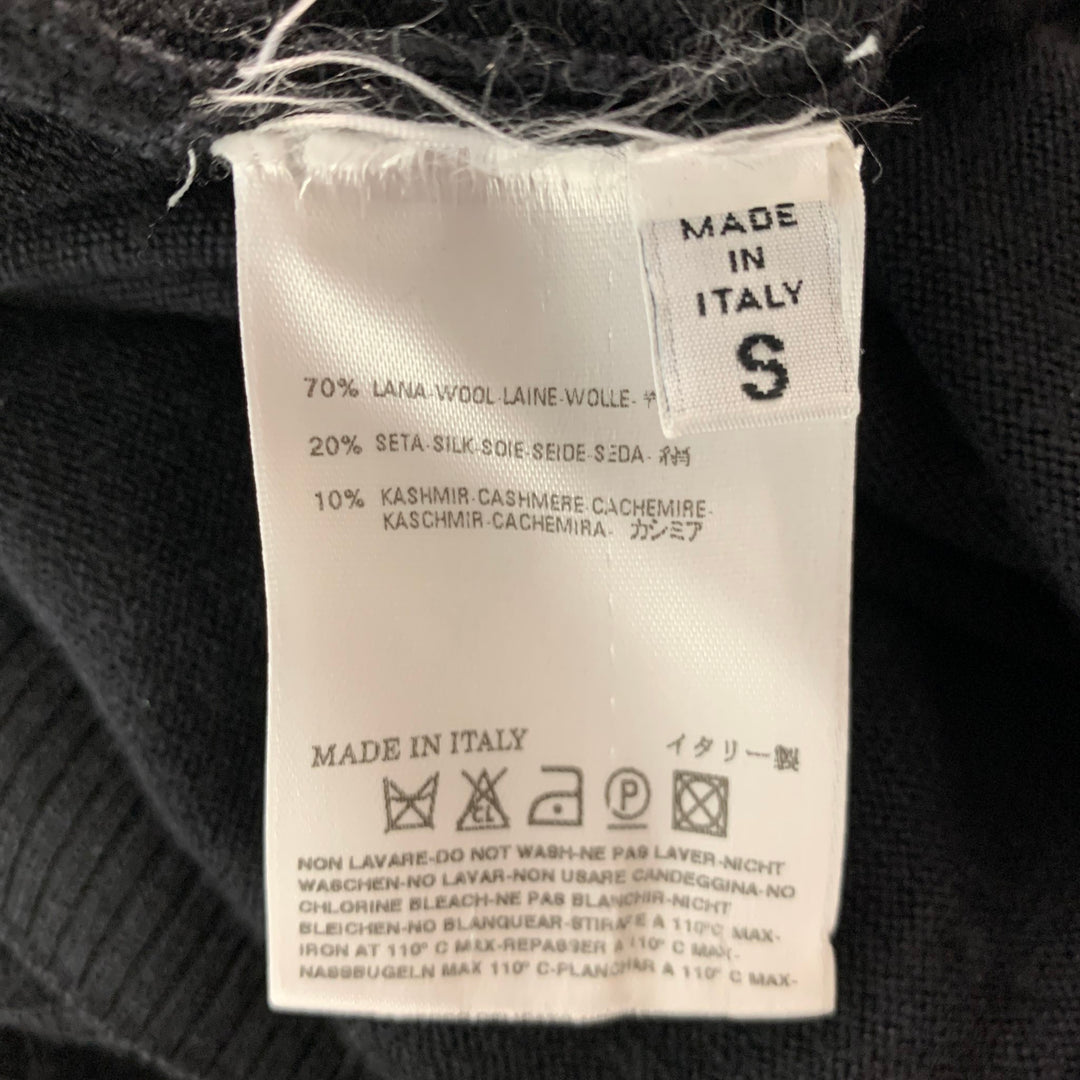 MADE
IN
ITALY
S
70% LANA-WOOL-LAINE-WOLLE-
20% SETA-SILK-SOIE-SEIDE-SEDA- 絹
10% KASHMIR-CASHMERE-CACHEMIRE-
KASCHMIR-CACHEMIRA- カシミア
MADE IN ITALY イタリー製
CL P
NON LAVARE-DO NOT WASH-NE PAS LAVER-NICHT
WASCHEN-NO LAVAR-NON USARE CANDEGGINA-NO
CHLORINE BLEACH-NE PAS BLANCHIR-NICHT
BLEICHEN-NO BLANQUEAR-STIRARE A 110° C MAX-
IRON AT 110° C MAX-REPASSER A 110° C MAX-
NASSBUGELN MAX 110° C-PLANCHAR A 110° C MAX-